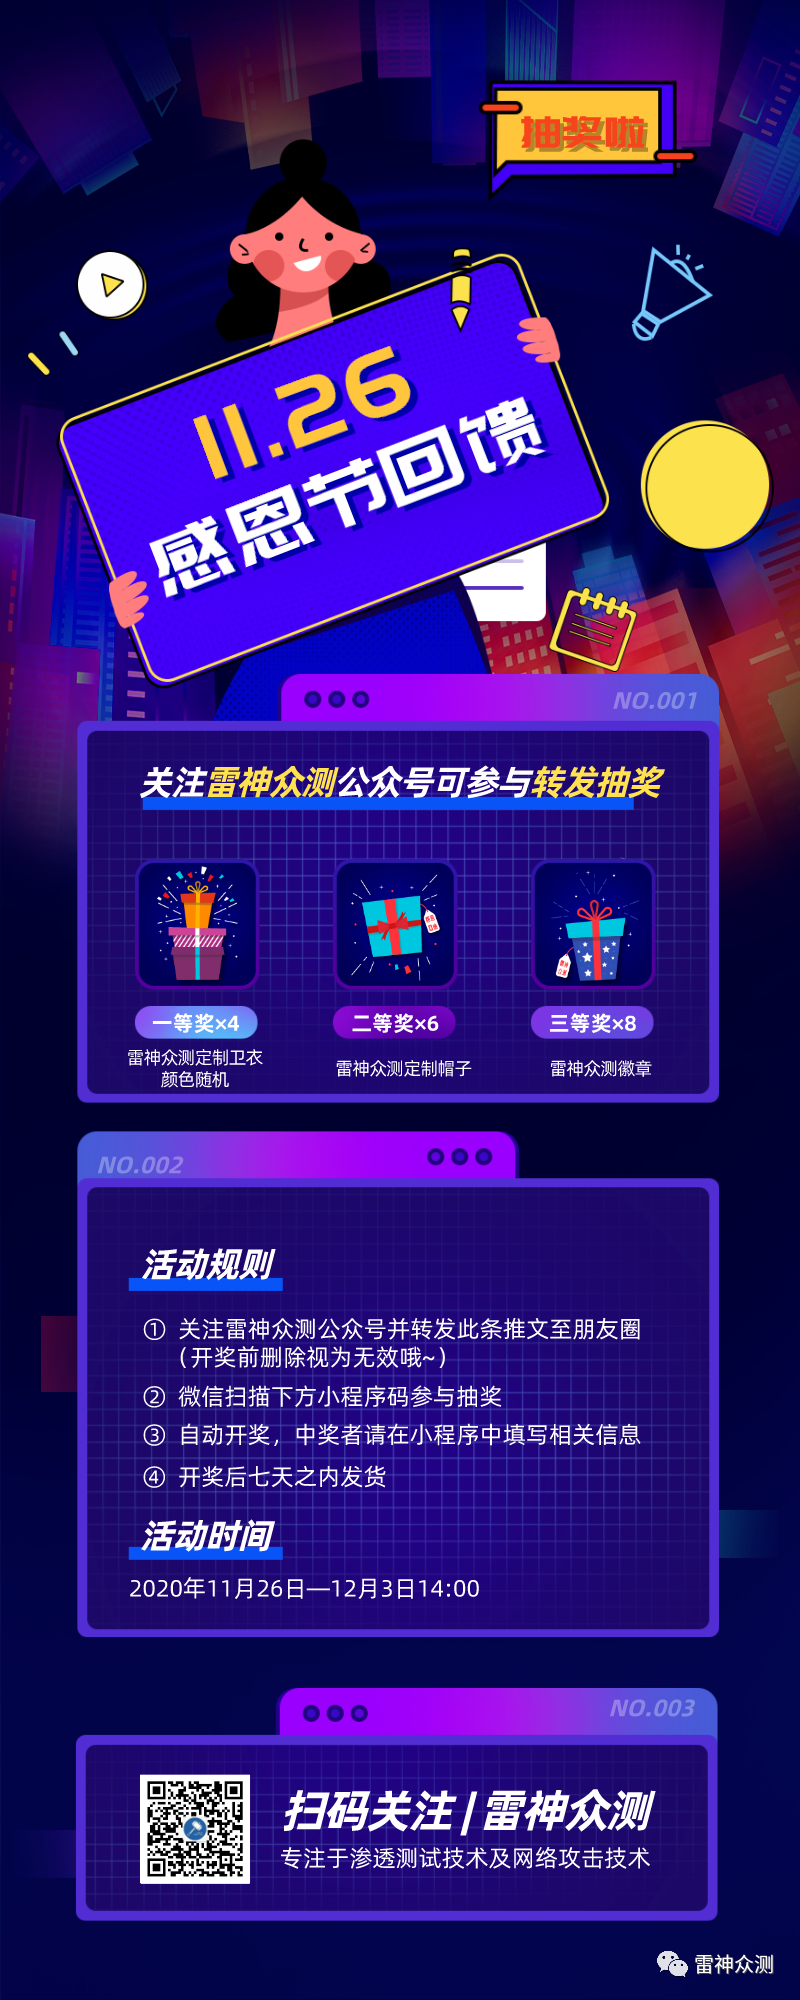 抽奖啦
11.26
感恩节回馈
NO.001
关注雷神众测公众号可参与转发抽奖
一等奖×4
雷神众测定制卫衣
颜色随机
二等奖×6
雷神众测定制帽子
三等奖×8
雷神众测徽章
NO.002
活动规则
① 关注雷神众测公众号并转发此条推文至朋友圈
(开奖前删除视为无效哦~)
② 微信扫描下方小程序码参与抽奖
③ 自动开奖，中奖者请在小程序中填写相关信息
④ 开奖后七天之内发货
活动时间
2020年11月26日—12月3日14:00
NO.003
扫码关注|雷神众测
专注于渗透测试技术及网络攻击技术
雷神众测